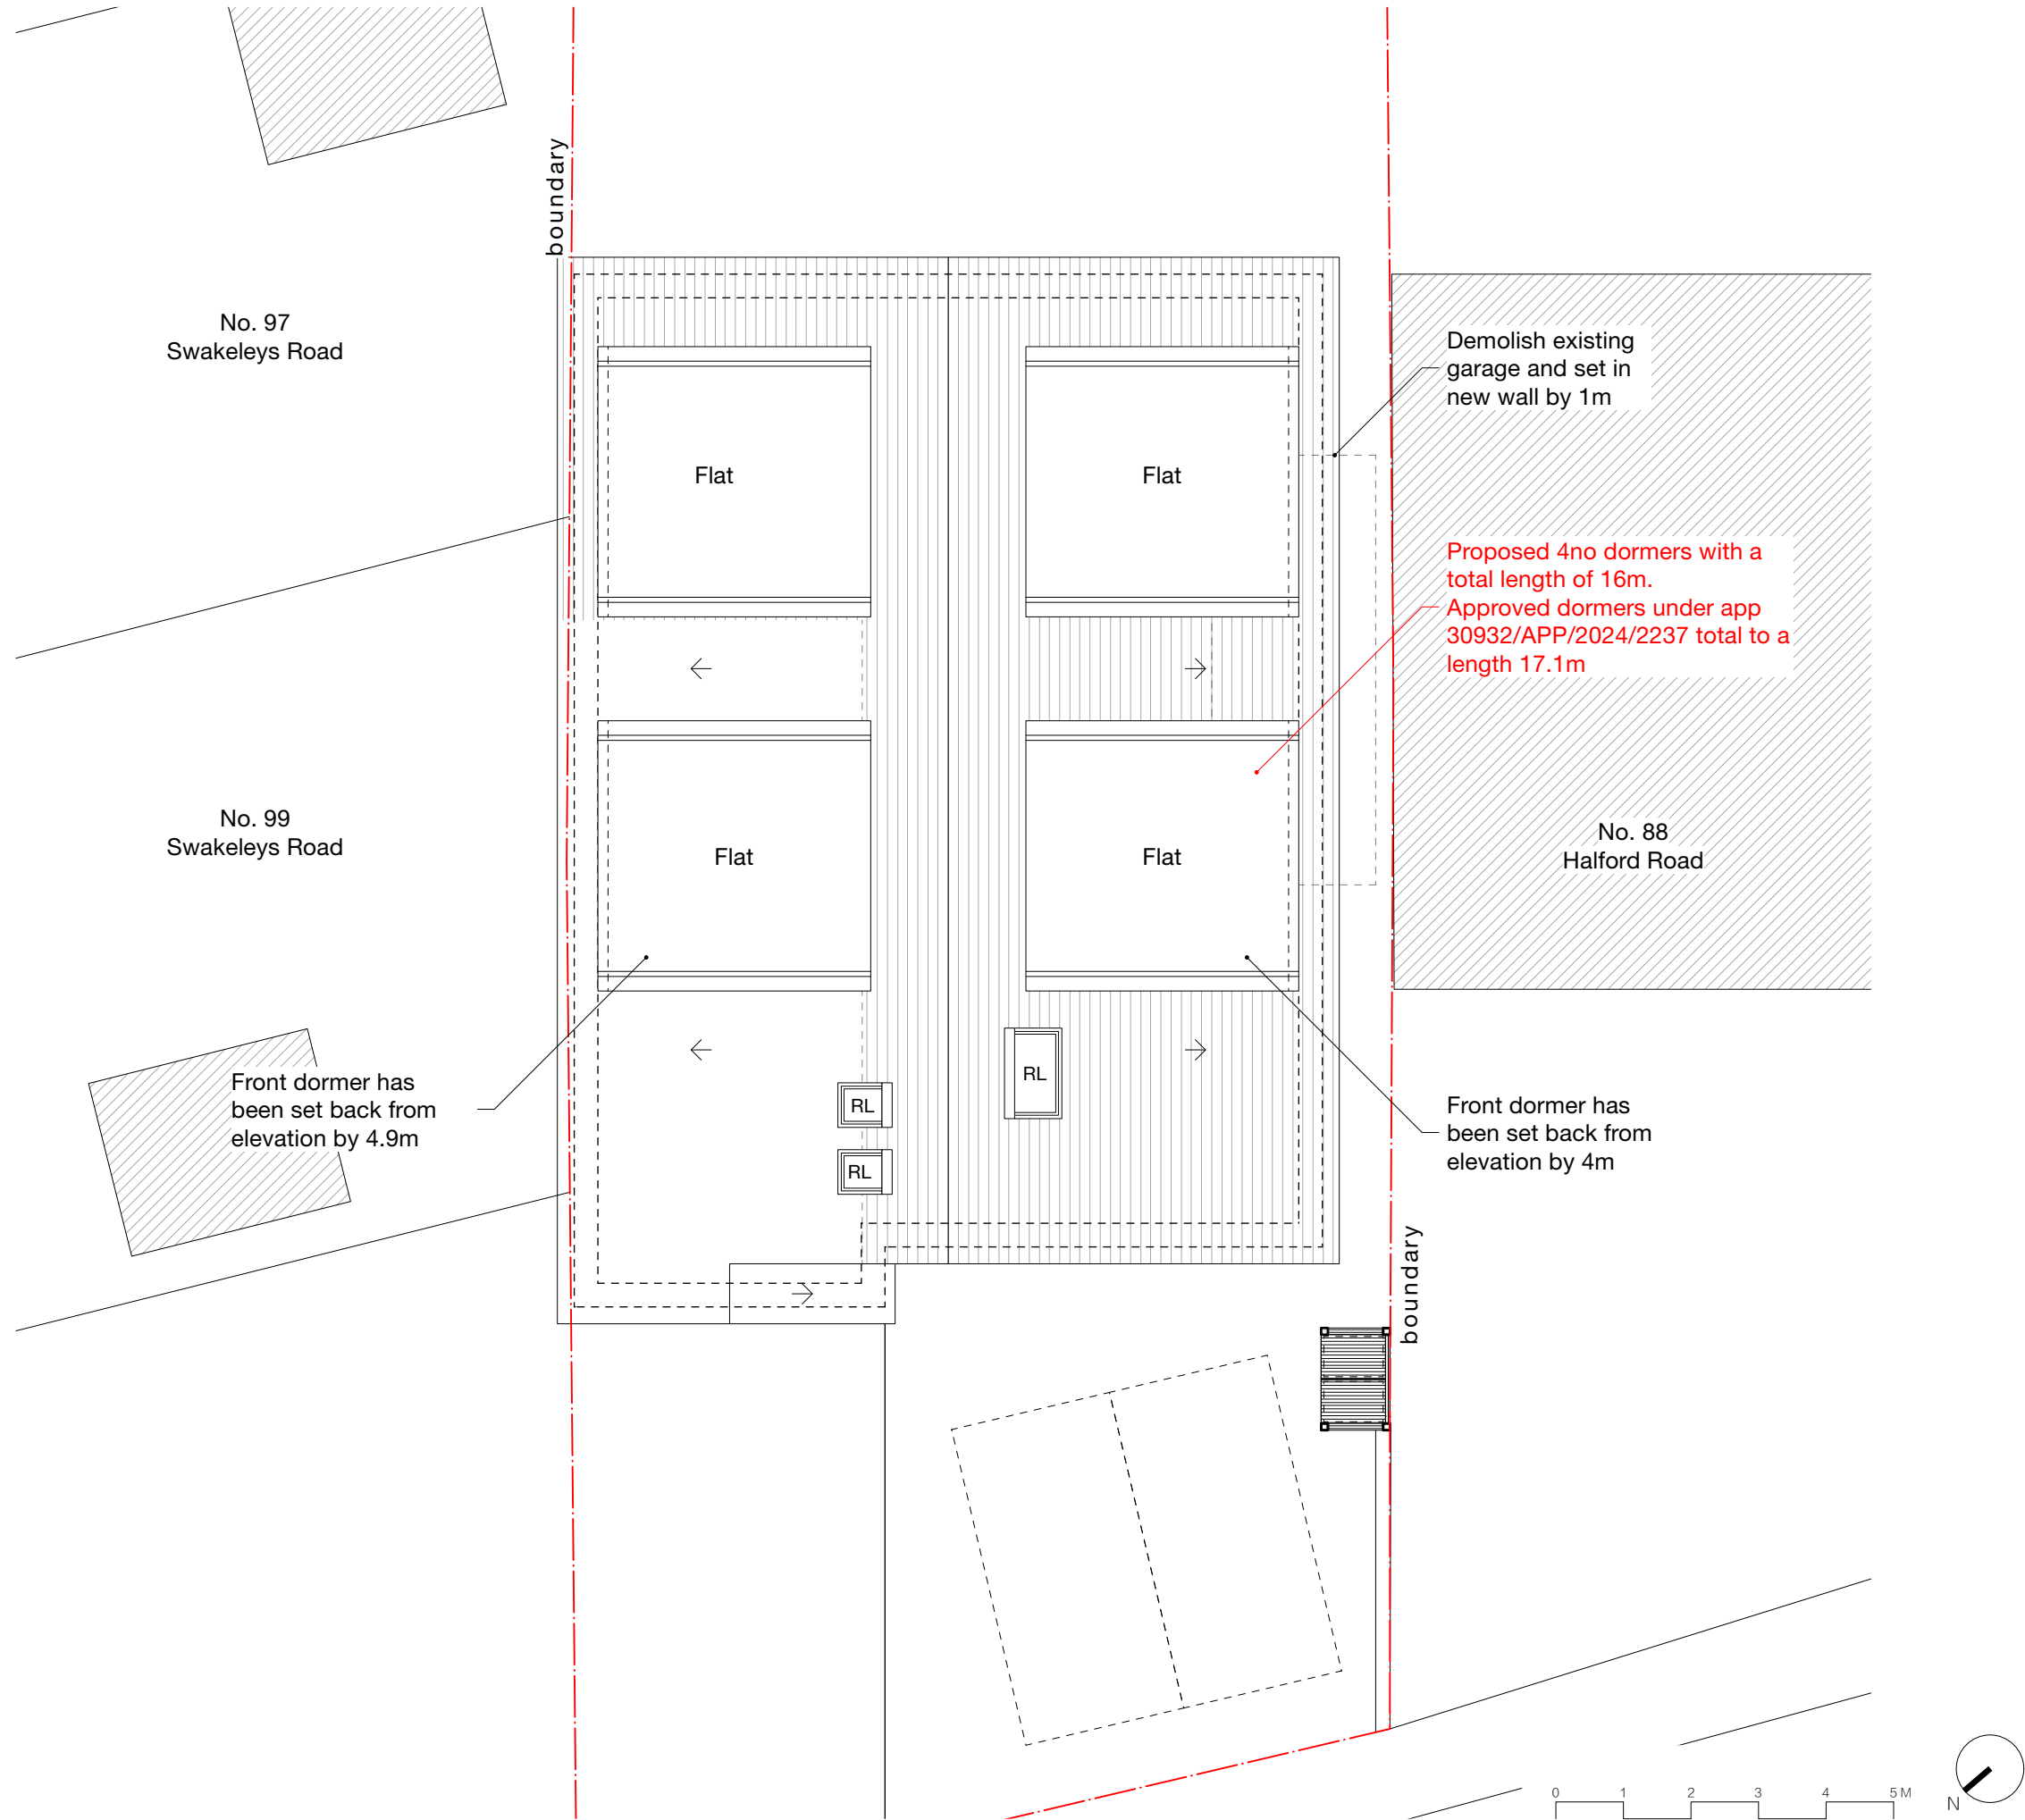 boundary
No. 97
Swakeleys Road
Demolish existing
garage and set in
new wall by 1m
Flat
Flat
Proposed 4no dormers with a
total length of 16m.
Approved dormers under app
30932/APP/2024/2237 total to a
length 17.1m
No. 99
Swakeleys Road
No. 88
Halford Road
Flat
Flat
Front dormer has
been set back from
elevation by 4.9m
RL
RL
RL
Front dormer has
been set back from
elevation by 4m
boundary
0 1 2 3 4 5 M
N